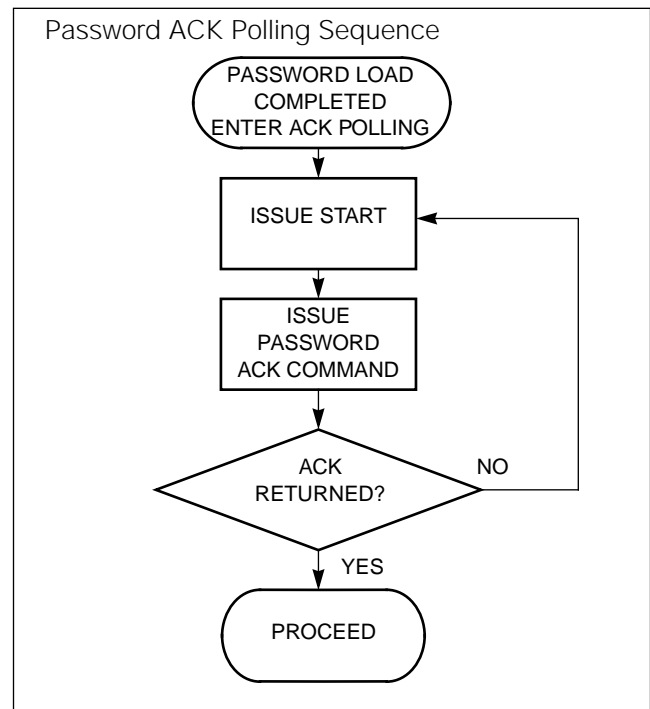 Password ACK Polling Sequence
PASSWORD LOAD
COMPLETED
ENTER ACK POLLING
ISSUE START
ISSUE
PASSWORD
ACK COMMAND
ACK
RETURNED?
NO
YES
PROCEED